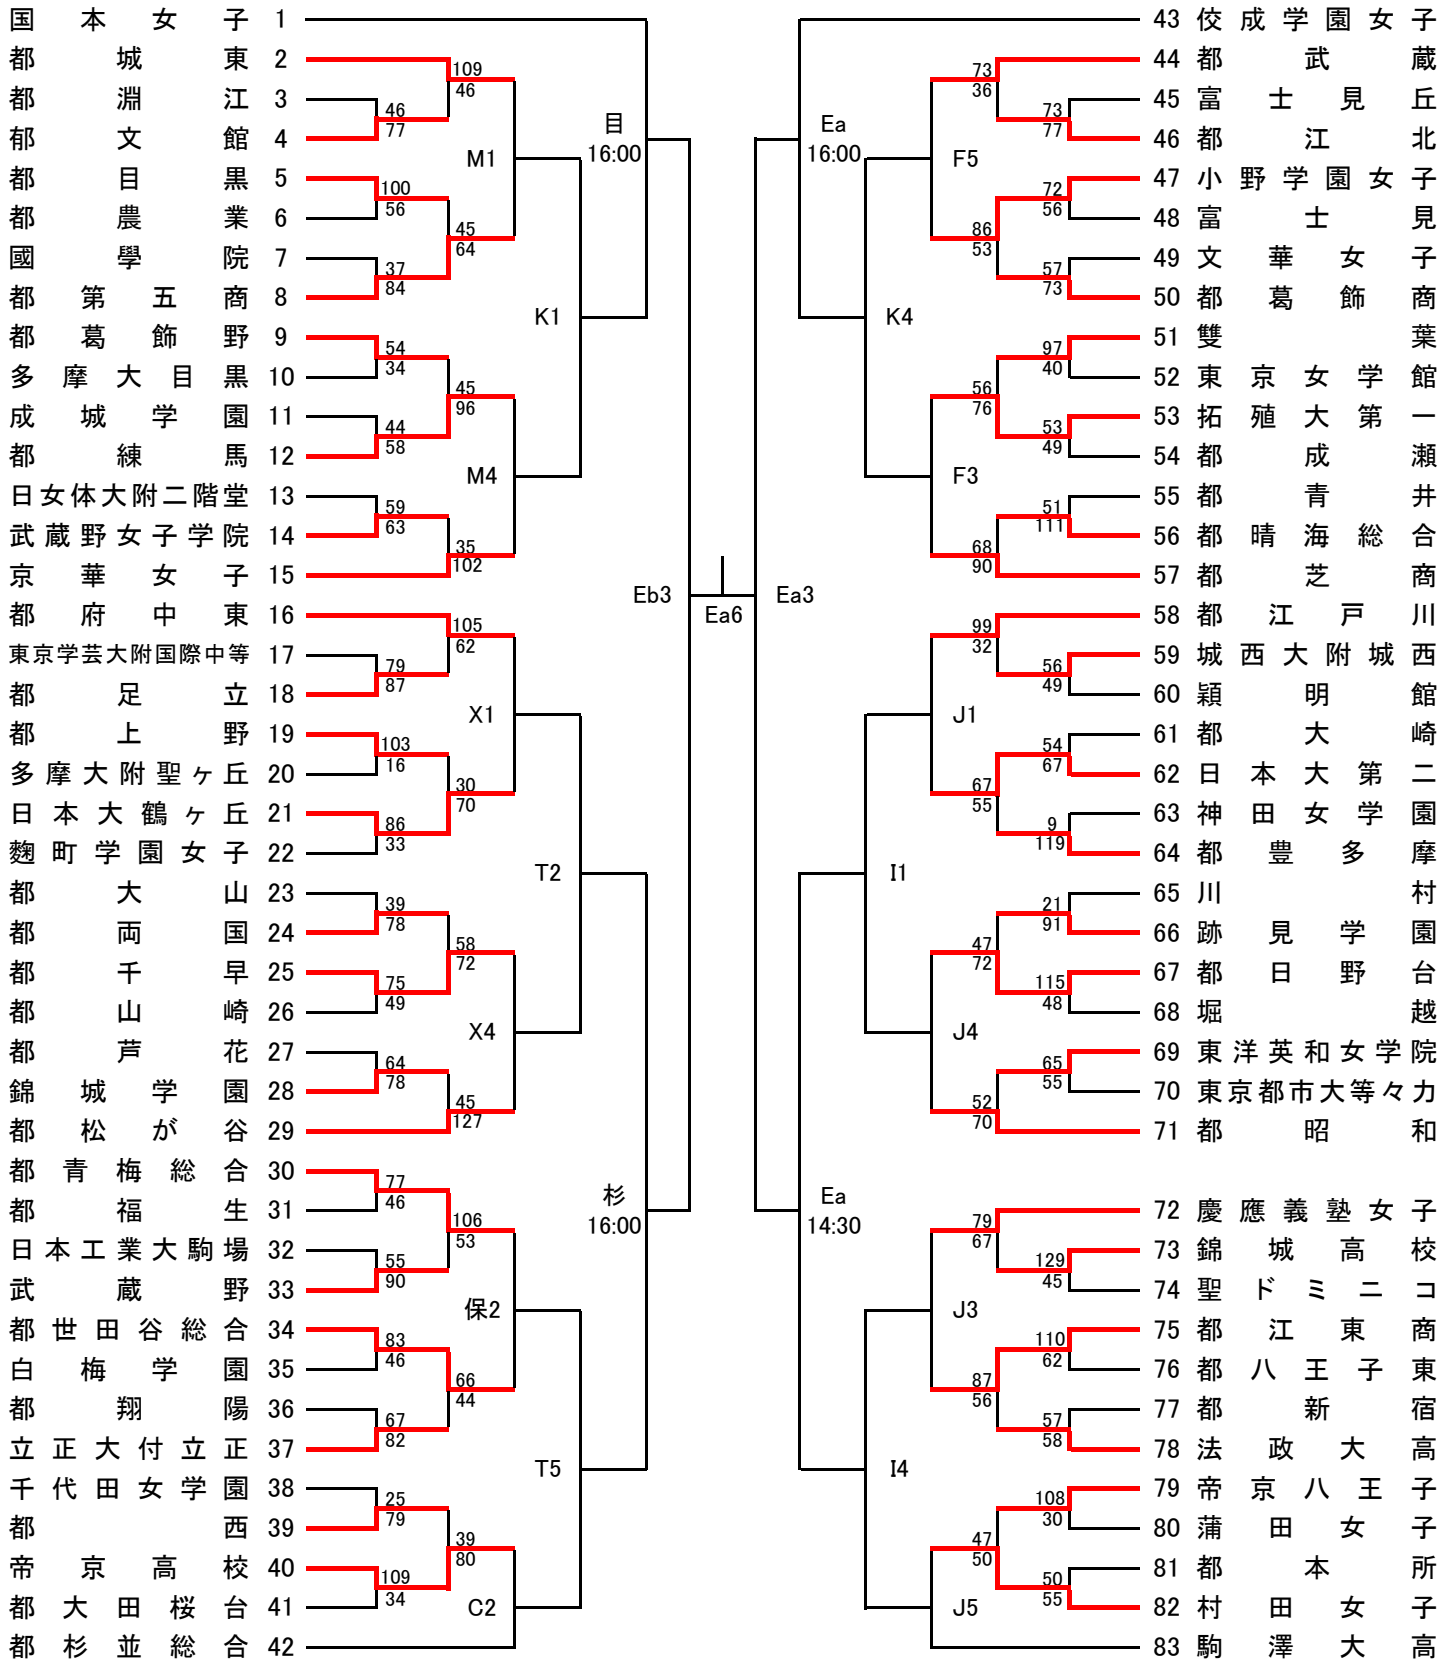 国本女子 1
都城東 2
都淵江 3
郁文館 4
都目黒 5
都農業 6
國學院 7
都第五商 8
都葛飾野 9
多摩大目黒 10
成城学園 11
都練馬 12
日女体大附二階堂 13
武蔵野女子学院 14
京華女子 15
都府中東 16
東京学芸大附国際中等 17
都足立 18
都上野 19
多摩大附聖ヶ丘 20
日本大鶴ヶ丘 21
麴町学園女子 22
都大山 23
都両国 24
都千早 25
都山崎 26
都芦花 27
錦城学園 28
都松が谷 29
都青梅総合 30
都福生 31
日本工業大駒場 32
武蔵野 33
都世田谷総合 34
白梅学園 35
都翔陽 36
立正大付立正 37
千代田女学園 38
都西 39
帝京高校 40
都大田桜台 41
都杉並総合 42
46
77
100
56
37
84
54
34
44
58
59
63
79
87
103
16
86
33
39
78
75
49
64
78
77
46
55
90
83
46
67
82
25
79
109
34
109
46
45
64
45
96
35
102
105
62
30
70
58
72
45
127
106
53
66
44
39
80
M1
M4
X1
X4
保2
C2
K1
T2
T5
目
16:00
杉
16:00
Eb3
Ea6
Ea3
Ea
16:00
Ea
14:30
K4
I1
I4
F5
F3
J1
J4
J3
J5
73
36
86
53
56
76
68
90
99
32
67
55
47
72
52
70
79
67
87
56
47
50
73
77
72
56
57
73
97
40
53
49
51
111
56
49
54
67
9
119
21
91
115
48
65
55
129
45
110
62
57
58
108
30
50
55
43 佼成学園女子
44 都武蔵
45 富士見丘
46 都江北
47 小野学園女子
48 富士見
49 文華女子
50 都葛飾商
51 雙葉
52 東京女学館
53 拓殖大第一
54 都成瀬
55 都青井
56 都晴海総合
57 都芝商
58 都江戸川
59 城西大附城西
60 穎明館
61 都大崎
62 日本大第二
63 神田女学園
64 都豊多摩
65 川村
66 跡見学園
67 都日野台
68 堀越
69 東洋英和女学院
70 東京都市大等々力
71 都昭和
72 慶應義塾女子
73 錦城高校
74 聖ドミニコ
75 都江東商
76 都八王子東
77 都新宿
78 法政大高
79 帝京八王子
80 蒲田女子
81 都本所
82 村田女子
83 駒澤大高